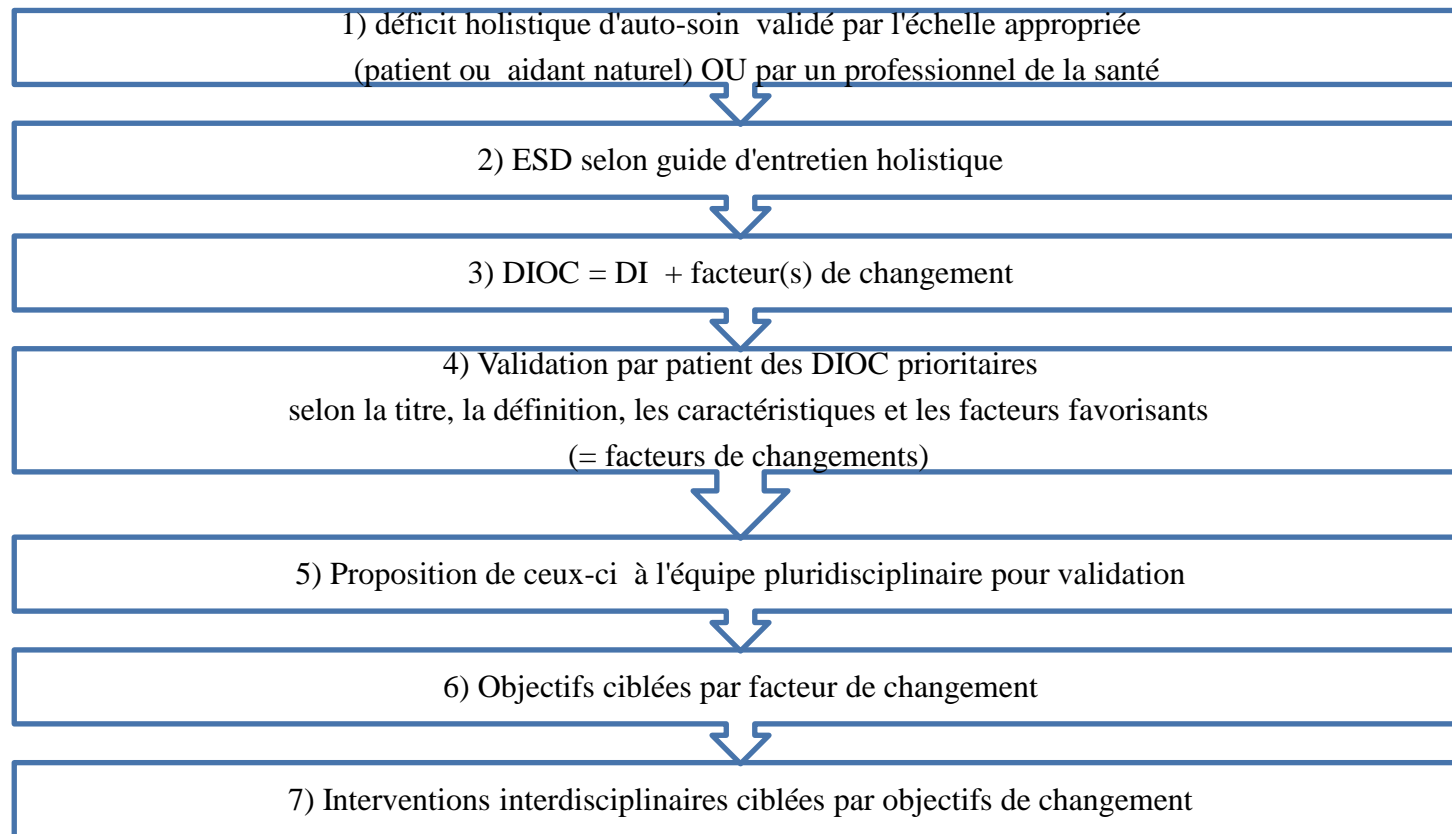 1) déficit holistique d'auto-soin  validé par l'échelle appropriée
(patient ou  aidant naturel) OU par un professionnel de la santé
2) ESD selon guide d'entretien holistique
3) DIOC = DI  + facteur(s) de changement
4) Validation par patient des DIOC prioritaires
selon la titre, la définition, les caractéristiques et les facteurs favorisants
(= facteurs de changements)
5) Proposition de ceux-ci  à l'équipe pluridisciplinaire pour validation
6) Objectifs ciblées par facteur de changement
7) Interventions interdisciplinaires ciblées par objectifs de changement